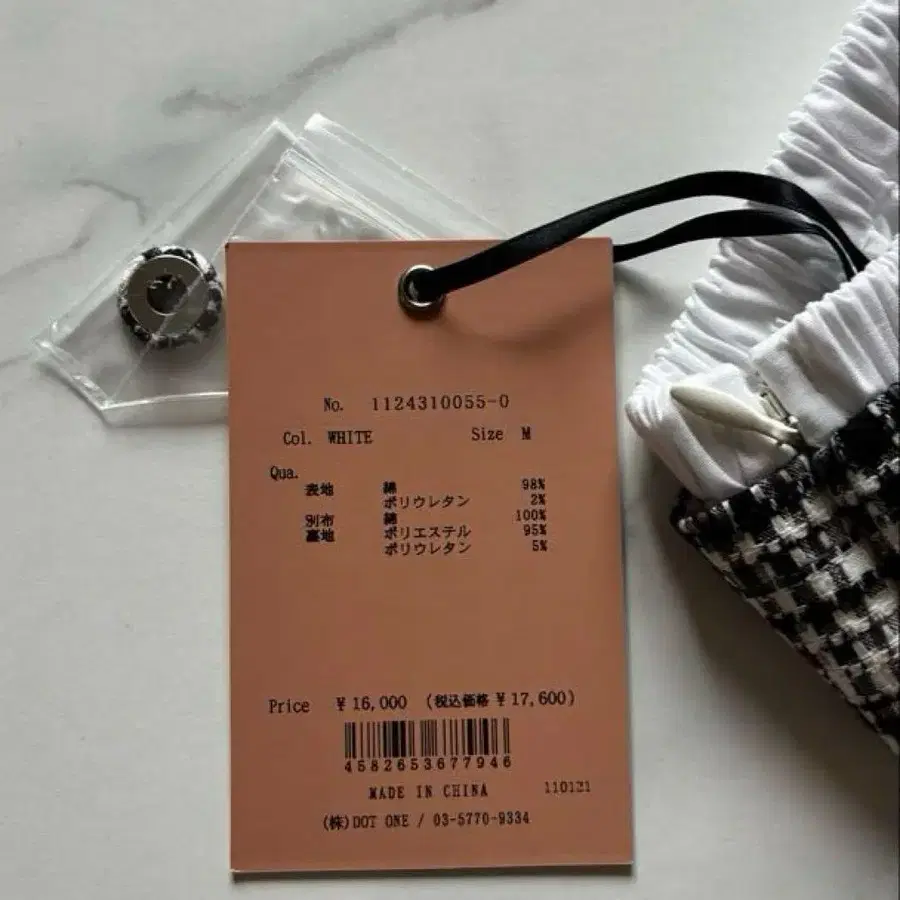 No. 1124310055-0
Col. WHITE Size M
Qua.
表地 綿 98%
ポリウレタン 2%
別布 綿 100%
裏地 ポリエステル 95%
ポリウレタン 5%
Price ¥16,000 (税込価格 ¥17,600)
4582653677946
MADE IN CHINA 110121
(株)DOT ONE / 03-5770-9334